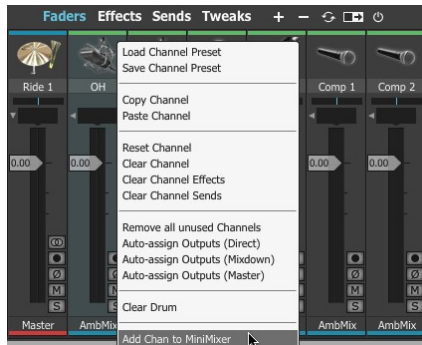 Faders Effects Sends Tweaks + −
Ride 1
OH
Comp 1
Comp 2
Load Channel Preset
Save Channel Preset
Copy Channel
Paste Channel
Reset Channel
Clear Channel
Clear Channel Effects
Clear Channel Sends
Remove all unused Channels
Auto-assign Outputs (Direct)
Auto-assign Outputs (Mixdown)
Auto-assign Outputs (Master)
Clear Drum
Add Chan to MiniMixer
0.00
0.00
0.00
0.00
Ø
Ø
Ø
M
M
M
S
S
S
Master
AmbMix
AmbMix